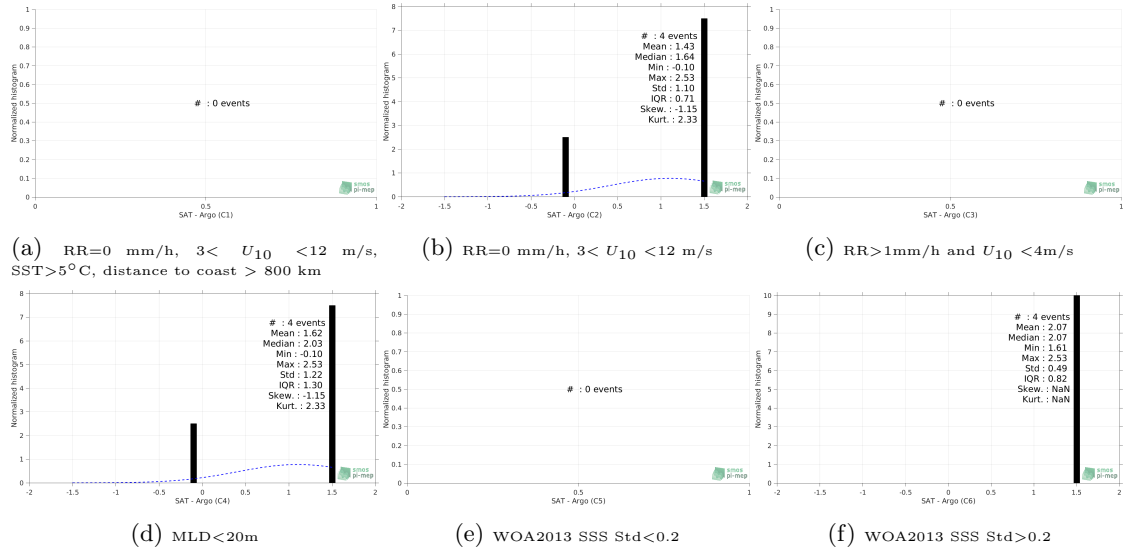 1
0.9
0.8
0.7
0.6
0.5
0.4
0.3
0.2
0.1
0
Normalized histogram
# : 0 events
0 0.5 1
SAT - Argo (C1)
smos
pi-mep
8
7
6
5
4
3
2
1
0
Normalized histogram
# : 4 events
Mean : 1.43
Median : 1.64
Min : -0.10
Max : 2.53
Std : 1.10
IQR : 0.71
Skew. : -1.15
Kurt. : 2.33
-2 -1.5 -1 -0.5 0 0.5 1 1.5 2
SAT - Argo (C2)
smos
pi-mep
1
0.9
0.8
0.7
0.6
0.5
0.4
0.3
0.2
0.1
0
Normalized histogram
# : 0 events
0 0.5 1
SAT - Argo (C3)
smos
pi-mep
(a) RR=0 mm/h, 3< U10 <12 m/s,
SST>5°C, distance to coast > 800 km
(b) RR=0 mm/h, 3< U10 <12 m/s
(c) RR>1mm/h and U10 <4m/s
8
7
6
5
4
3
2
1
0
Normalized histogram
# : 4 events
Mean : 1.62
Median : 2.03
Min : -0.10
Max : 2.53
Std : 1.22
IQR : 1.30
Skew. : -1.15
Kurt. : 2.33
-2 -1.5 -1 -0.5 0 0.5 1 1.5 2
SAT - Argo (C4)
smos
pi-mep
1
0.9
0.8
0.7
0.6
0.5
0.4
0.3
0.2
0.1
0
Normalized histogram
# : 0 events
0 0.5 1
SAT - Argo (C5)
smos
pi-mep
10
9
8
7
6
5
4
3
2
1
0
Normalized histogram
# : 4 events
Mean : 2.07
Median : 2.07
Min : 1.61
Max : 2.53
Std : 0.49
IQR : 0.82
Skew. : NaN
Kurt. : NaN
-2 -1.5 -1 -0.5 0 0.5 1 1.5 2
SAT - Argo (C6)
smos
pi-mep
(d) MLD<20m
(e) WOA2013 SSS Std<0.2
(f) WOA2013 SSS Std>0.2